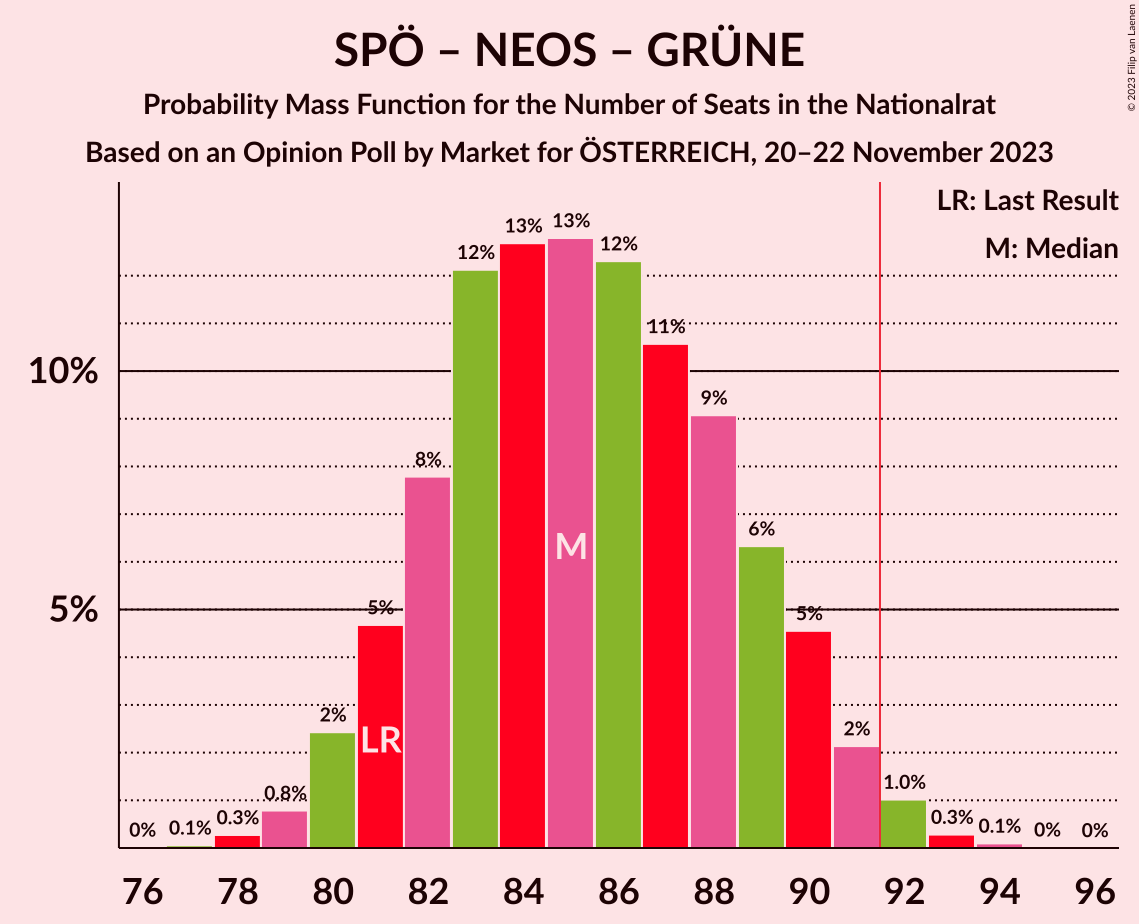 SPÖ – NEOS – GRÜNE
Probability Mass Function for the Number of Seats in the Nationalrat
Based on an Opinion Poll by Market for ÖSTERREICH, 20–22 November 2023
© 2023 Filip van Laenen
LR: Last Result
M: Median
13%
13%
12%
12%
11%
10%
9%
8%
6%
M
5%
5%
5%
2%
LR
2%
0.8%
1.0%
0% 0.1% 0.3% 0.3% 0.1% 0% 0%
76 78 80 82 84 86 88 90 92 94 96